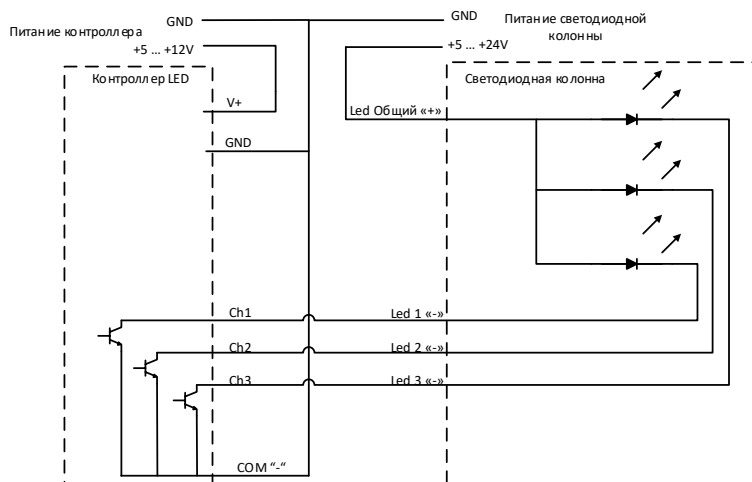 GND
GND
Питание контроллера
Питание светодиодной
колонны
+5 ... +12V
+5 ... +24V
Контроллер LED
Светодиодная колонна
V+
Led Общий «+»
GND
Ch1
Led 1 «-»
Ch2
Led 2 «-»
Ch3
Led 3 «-»
COM “-“